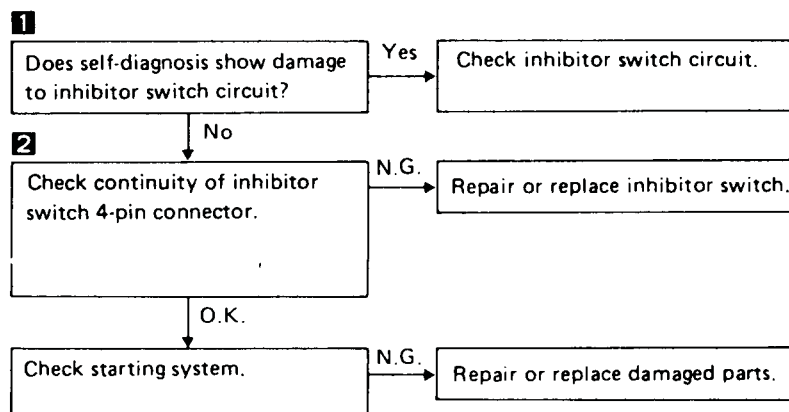 1
Does self-diagnosis show damage
to inhibitor switch circuit?
Yes
Check inhibitor switch circuit.
No
2
Check continuity of inhibitor
switch 4-pin connector.
N.G.
Repair or replace inhibitor switch.
O.K.
Check starting system.
N.G.
Repair or replace damaged parts.